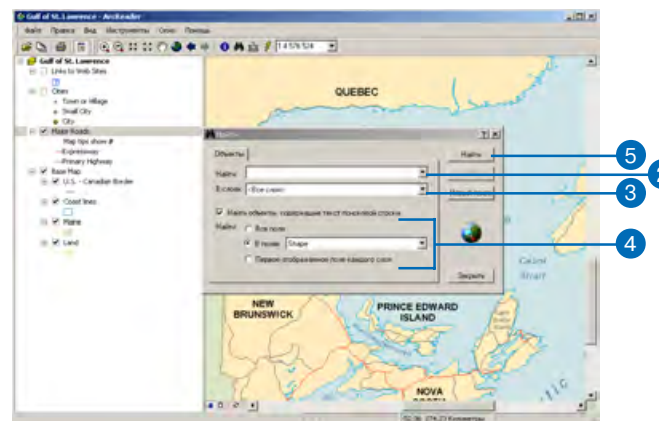 Gulf of St. Lawrence - ArcReader
Файл Правка Вид Инструменты Окно Помощь
1:4 576 524
Gulf of St. Lawrence
Links to Web Sites
Cities
Town or Village
Small City
City
Major Roads
Map tips show #
Expressway
Primary Highway
Base Map
U.S. - Canadian Border
Coast lines
Maine
Land
QUEBEC
Найти
Объекты
Найти:
В слоях: <Все слои>
Найти объекты, содержащие текст поисковой строки
Найти:
Все поля
В полях: Shape
Первое отображаемое поле каждого слоя
Найти
Закрыть
5
3
4
NEW
BRUNSWICK
PRINCE EDWARD
ISLAND
NOVA
Cabot
Strait